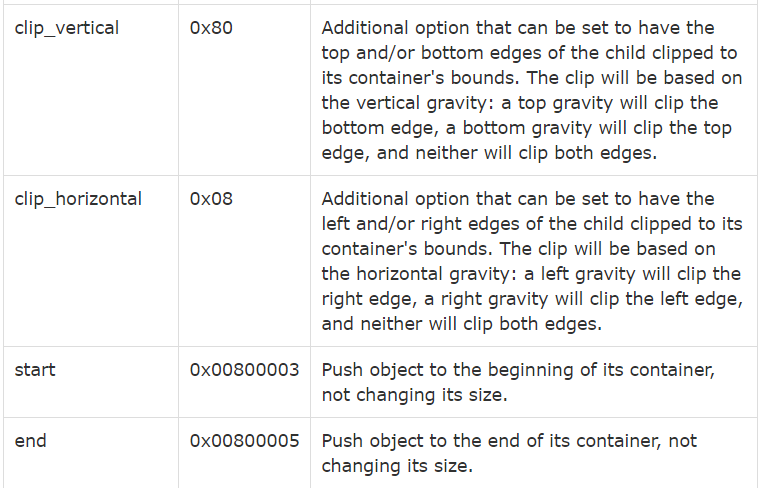 clip_vertical 0x80 Additional option that can be set to have the
top and/or bottom edges of the child clipped to
its container's bounds. The clip will be based on
the vertical gravity: a top gravity will clip the
bottom edge, a bottom gravity will clip the top
edge, and neither will clip both edges.
clip_horizontal 0x08 Additional option that can be set to have the
left and/or right edges of the child clipped to its
container's bounds. The clip will be based on
the horizontal gravity: a left gravity will clip the
right edge, a right gravity will clip the left edge,
and neither will clip both edges.
start 0x00800003 Push object to the beginning of its container,
not changing its size.
end 0x00800005 Push object to the end of its container, not
changing its size.